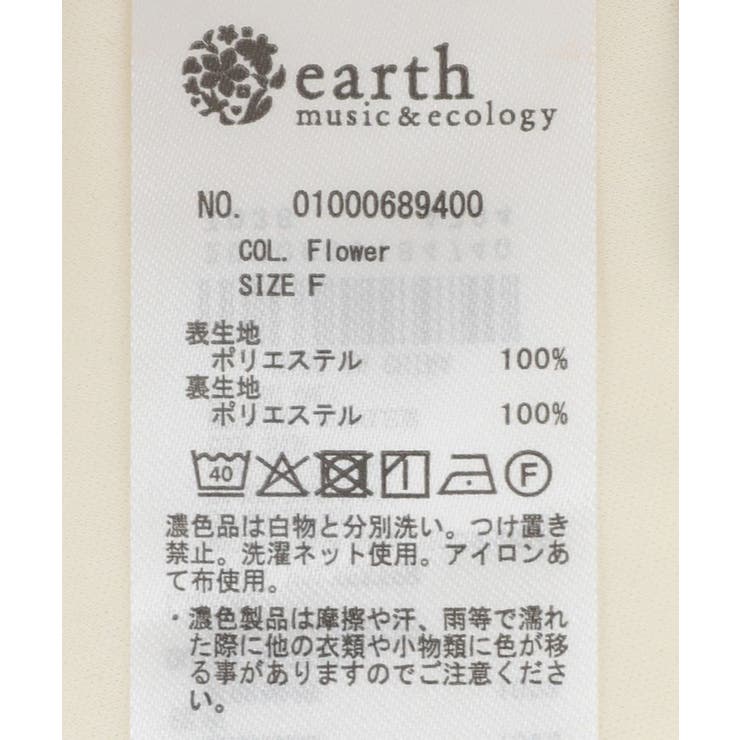 earth
music&ecology
NO. 01000689400
COL. Flower
SIZE F
表生地
ポリエステル 100%
裏生地
ポリエステル 100%
40 F
濃色品は白物と分別洗い。つけ置き
禁止。洗濯ネット使用。アイロンあ
て布使用。
・濃色製品は摩擦や汗、雨等で濡れ
た際に他の衣類や小物類に色が移
る事がありますのでご注意くださ
い。